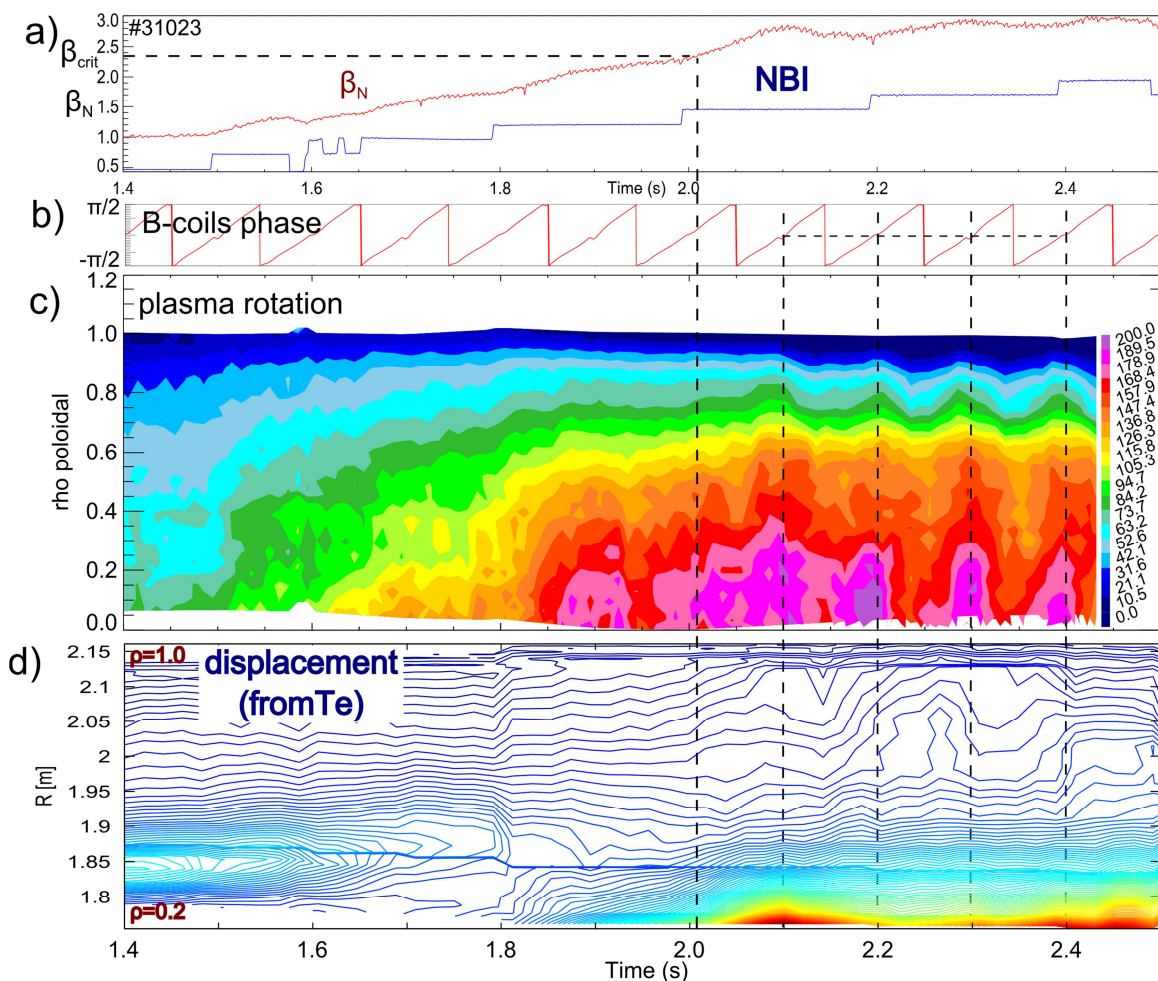 a)
#31023
3.0
βcrit
2.5
2.0
βN
NBI
βN
1.5
1.0
0.5
1.4
1.6
1.8
Time (s)
2.0
2.2
2.4
b)
π/2
B-coils phase
-π/2
c)
1.2
plasma rotation
1.0
0.8
0.6
0.4
0.2
0.0
rho poloidal
200.0
189.5
178.9
168.4
157.9
147.4
136.8
126.3
115.8
105.3
94.7
84.2
73.7
63.2
52.6
42.1
31.6
21.1
10.5
0.0
d)
2.15
ρ=1.0
displacement
(fromTe)
2.1
2.05
2
1.95
1.9
1.85
1.8
R [m]
ρ=0.2
1.4
1.6
1.8
2.0
2.2
2.4
Time (s)